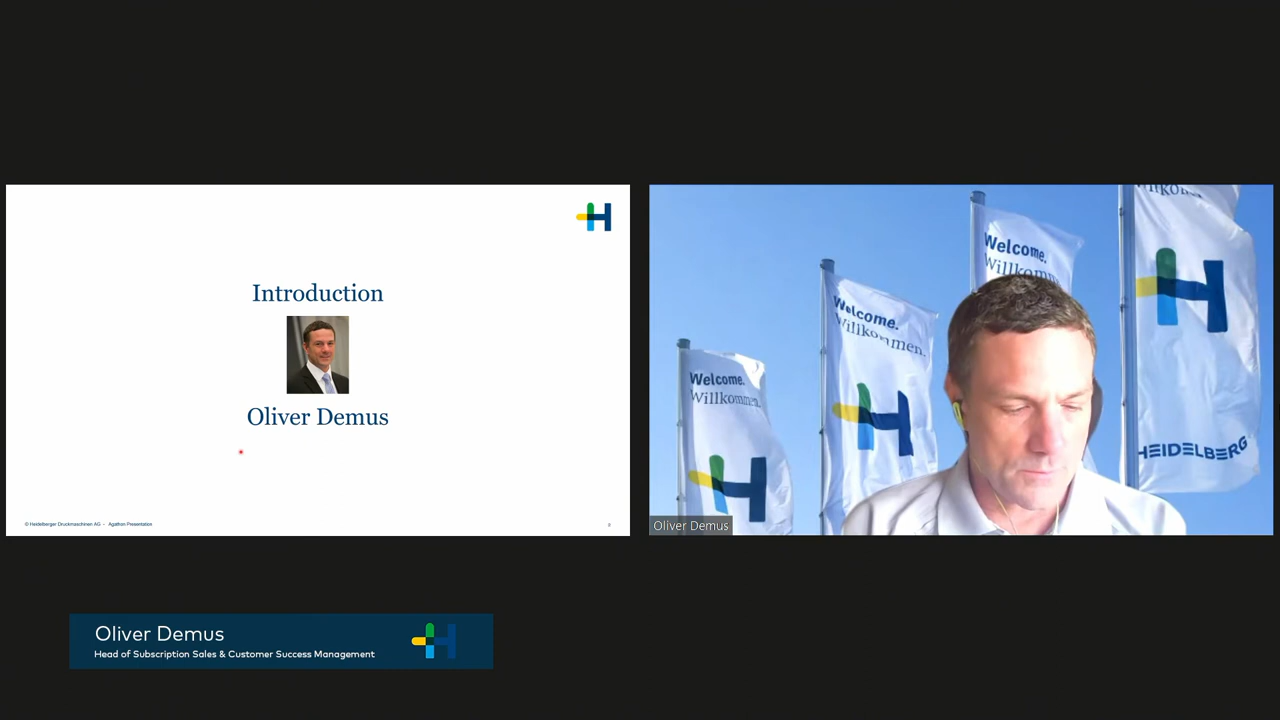 Introduction
Oliver Demus
© Heidelberger Druckmaschinen AG – Agathon Presentation
Welcome.
Willkommen.
Welcome.
Willkommen.
Welcome.
HEIDELBERG
Oliver Demus
Oliver Demus
Head of Subscription Sales & Customer Success Management